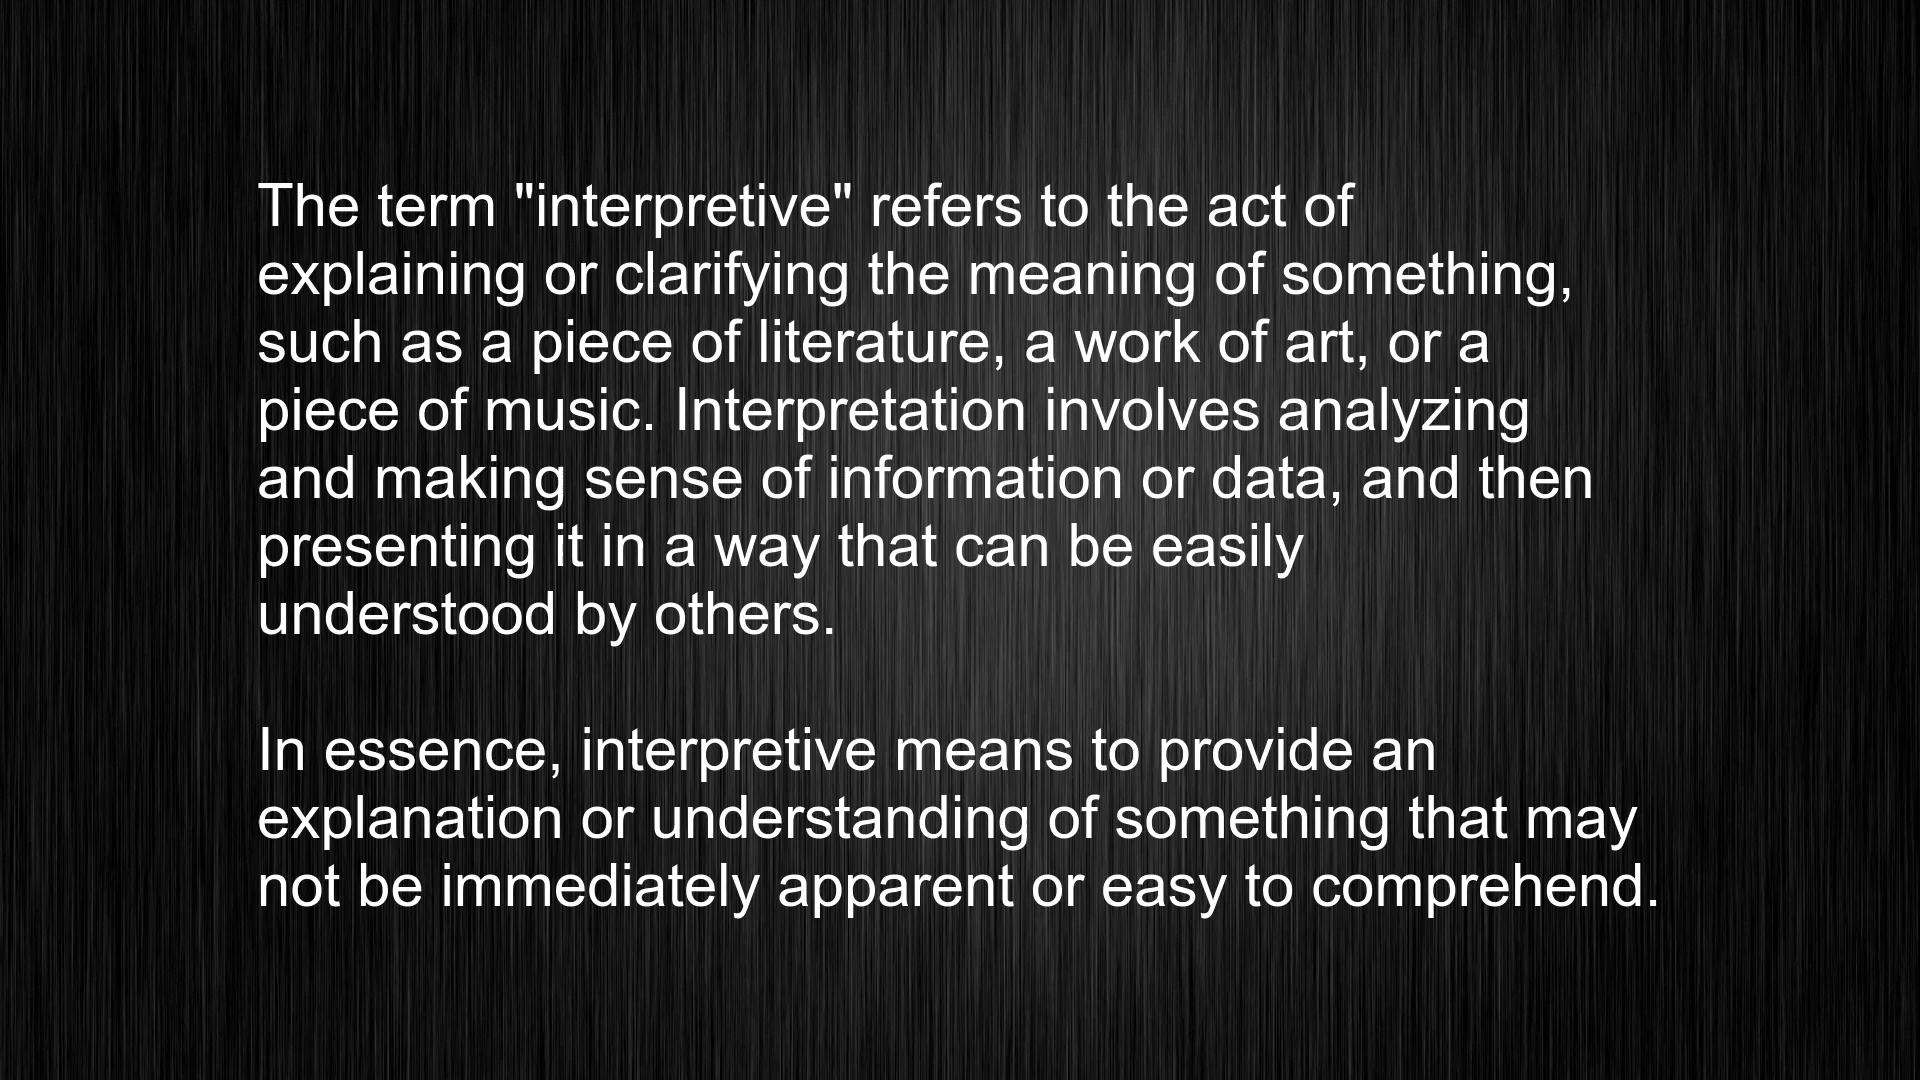 The term "interpretive" refers to the act of
explaining or clarifying the meaning of something,
such as a piece of literature, a work of art, or a
piece of music. Interpretation involves analyzing
and making sense of information or data, and then
presenting it in a way that can be easily
understood by others.
In essence, interpretive means to provide an
explanation or understanding of something that may
not be immediately apparent or easy to comprehend.